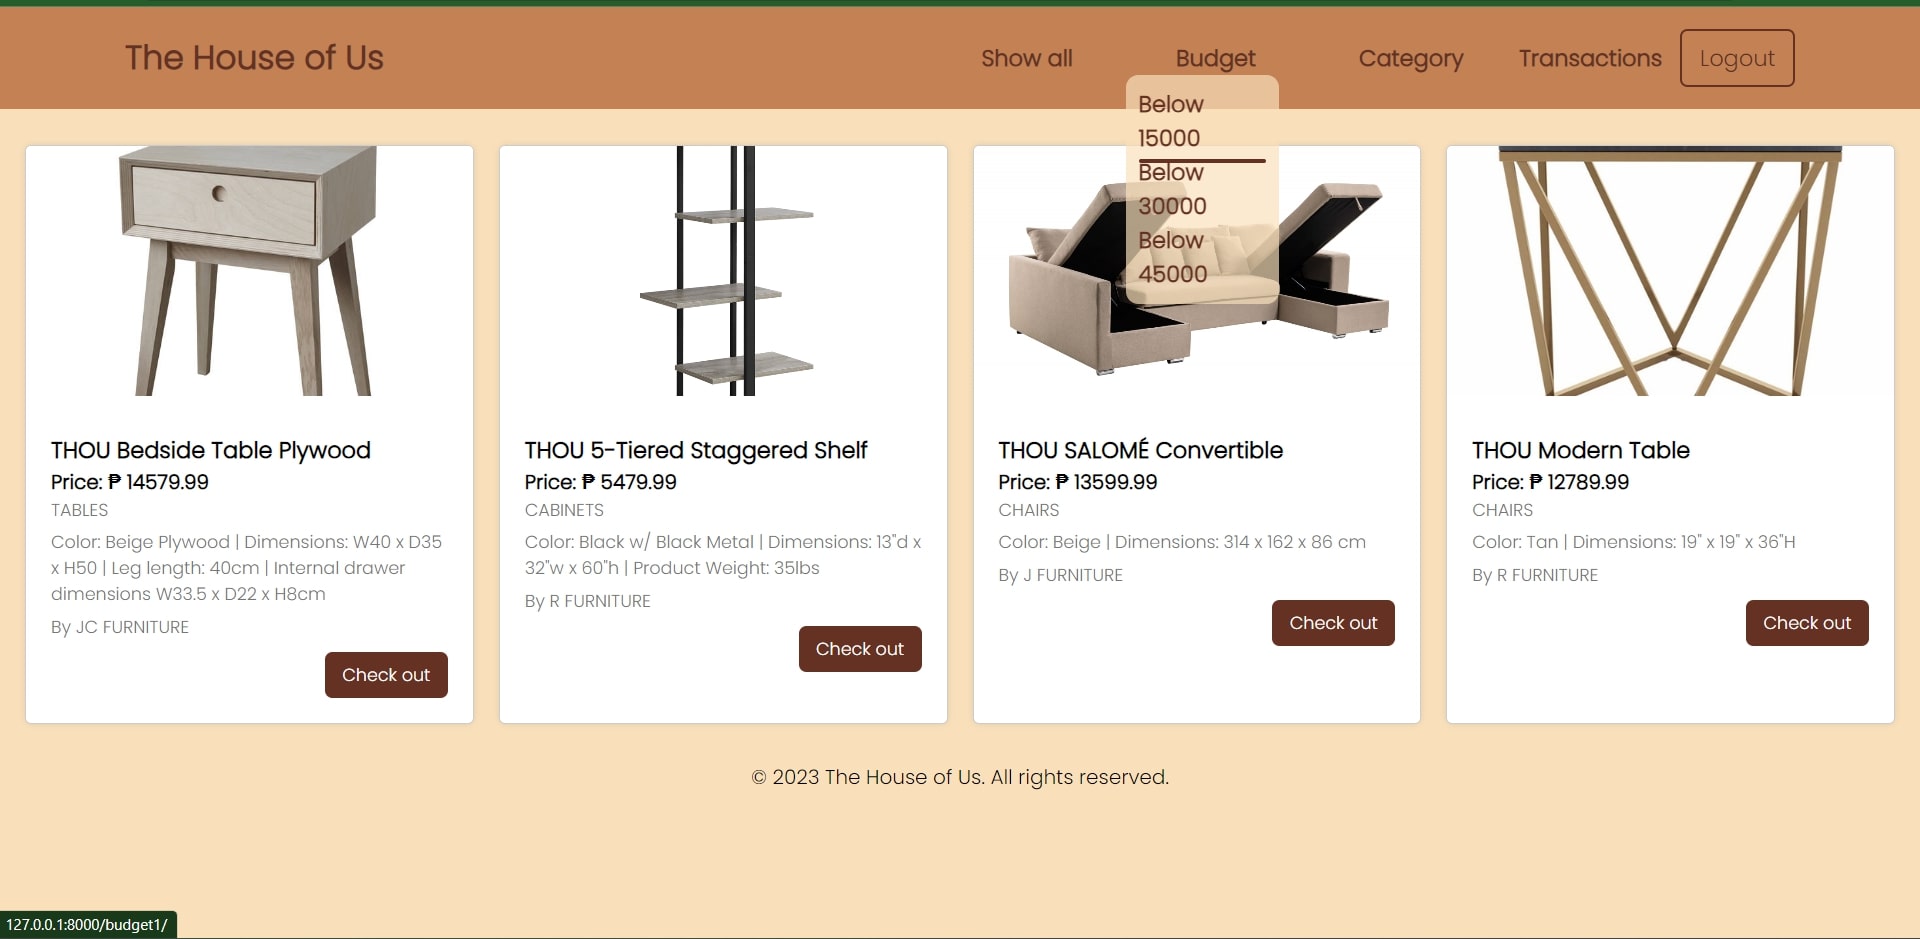 The House of Us
Show all
Budget
Category
Transactions
Logout
Below
15000
Below
30000
Below
45000
THOU Bedside Table Plywood
Price: ₱ 14579.99
TABLES
Color: Beige Plywood | Dimensions: W40 x D35
x H50 | Leg length: 40cm | Internal drawer
dimensions W33.5 x D22 x H8cm
By JC FURNITURE
Check out
THOU 5-Tiered Staggered Shelf
Price: ₱ 5479.99
CABINETS
Color: Black w/ Black Metal | Dimensions: 13"d x
32"w x 60"h | Product Weight: 35lbs
By R FURNITURE
Check out
THOU SALOMÉ Convertible
Price: ₱ 13599.99
CHAIRS
Color: Beige | Dimensions: 314 x 162 x 86 cm
By J FURNITURE
Check out
THOU Modern Table
Price: ₱ 12789.99
CHAIRS
Color: Tan | Dimensions: 19" x 19" x 36"H
By R FURNITURE
Check out
© 2023 The House of Us. All rights reserved.
127.0.0.1:8000/budget1/